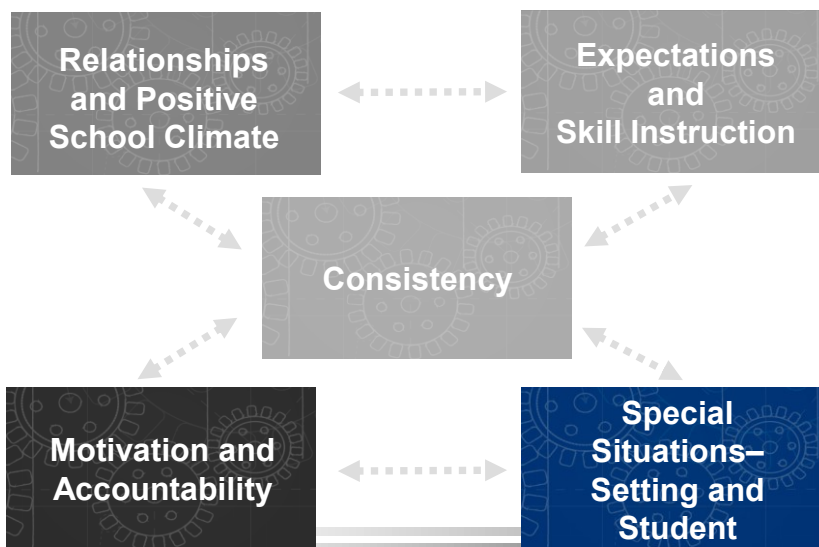 Relationships
and Positive
School Climate
Expectations
and
Skill Instruction
Consistency
Motivation and
Accountability
Special
Situations–
Setting and
Student